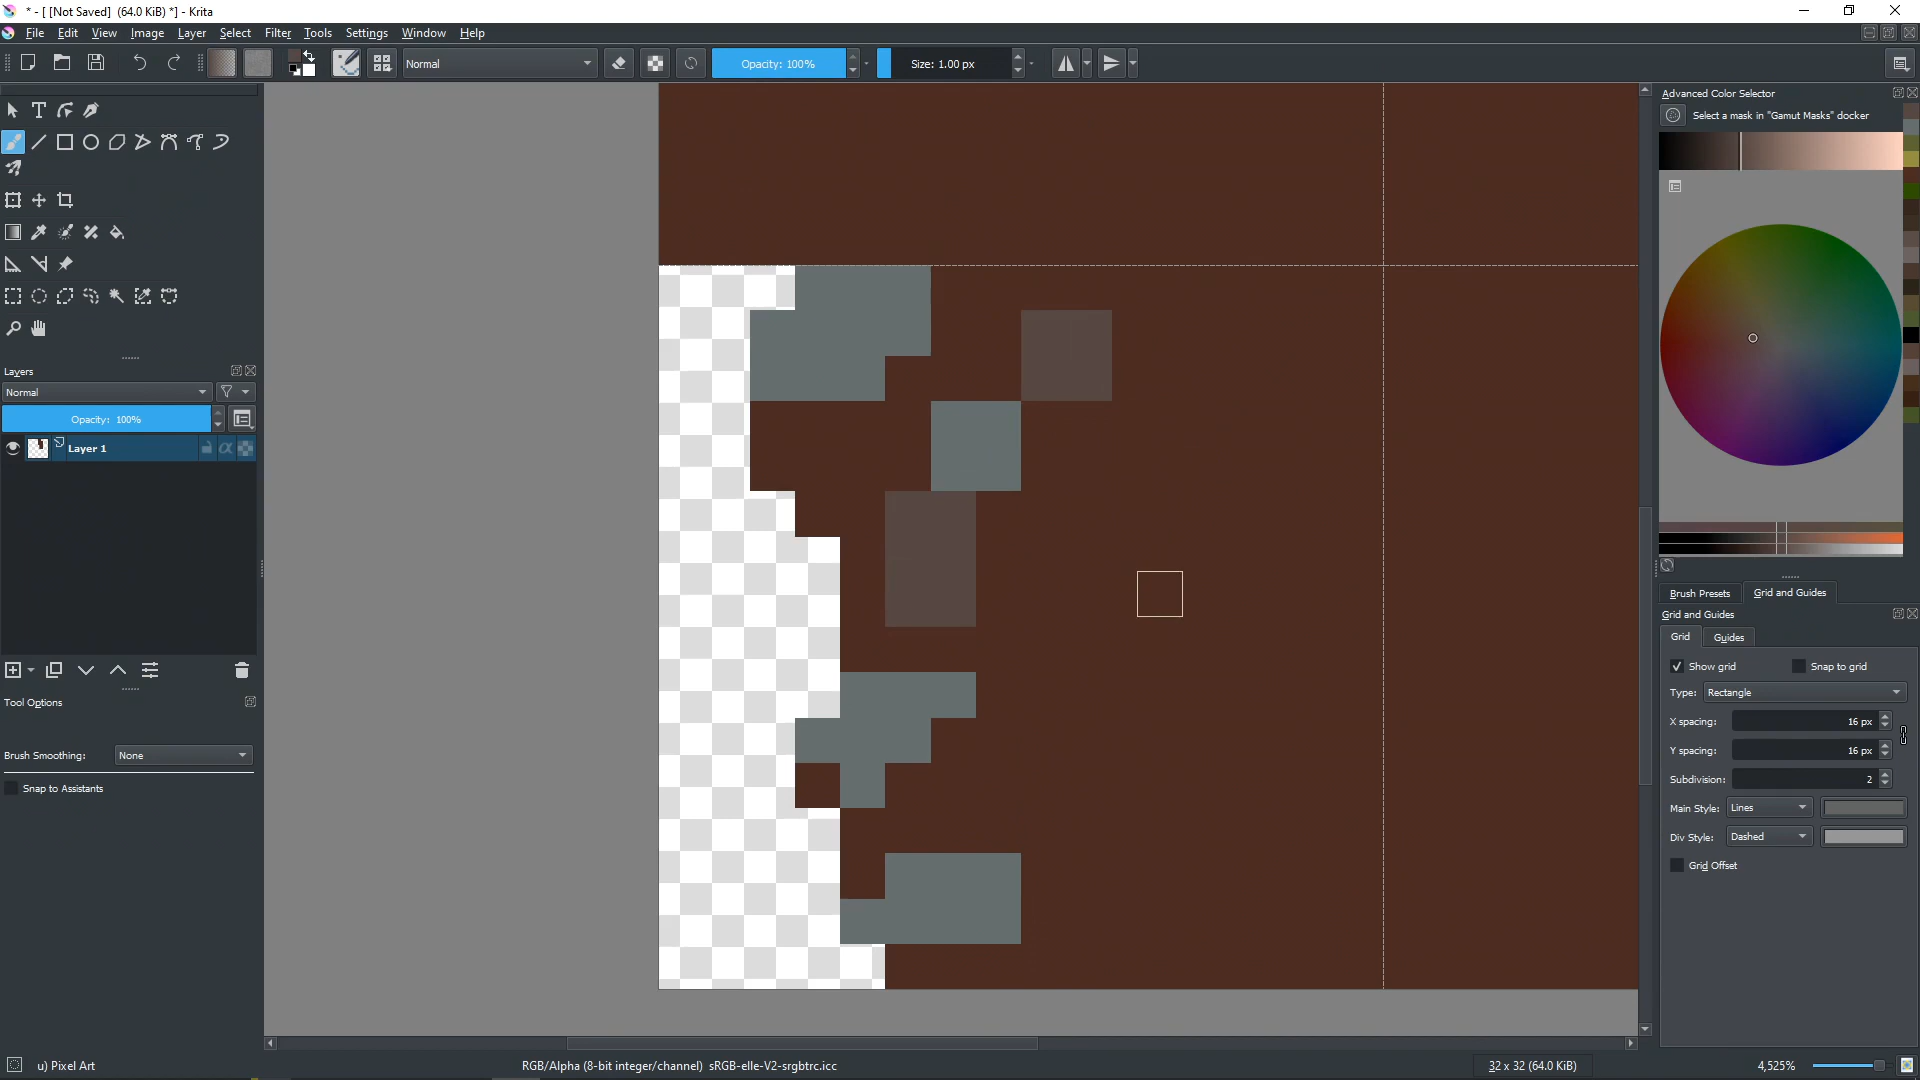 * - [ [Not Saved]  (64.0 KiB) *] - Krita
File Edit View Image Layer Select Filter Tools Settings Window Help
Normal
Opacity: 100%
Size: 1.00 px
Advanced Color Selector
Select a mask in "Gamut Masks" docker
Layers
Normal
Opacity: 100%
Layer 1
Tool Options
Brush Smoothing: None
Snap to Assistants
Brush Presets
Grid and Guides
Grid and Guides
Grid
Guides
Show grid
Snap to grid
Type: Rectangle
X spacing: 16 px
Y spacing: 16 px
Subdivision: 2
Main Style: Lines
Div Style: Dashed
Grid Offset
u) Pixel Art
RGB/Alpha (8-bit integer/channel)  sRGB-elle-V2-srgbtrc.icc
32 x 32 (64.0 KiB)
4,525%